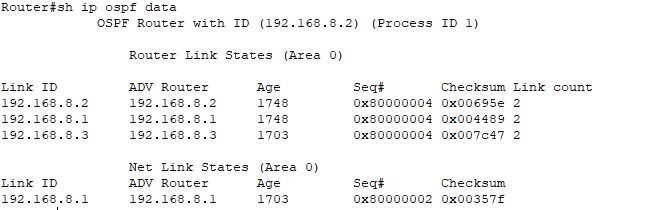 Router#sh ip ospf data
OSPF Router with ID (192.168.8.2) (Process ID 1)
Router Link States (Area 0)
Link ID ADV Router Age Seq# Checksum Link count
192.168.8.2 192.168.8.2 1748 0x80000004 0x00695e 2
192.168.8.1 192.168.8.1 1748 0x80000004 0x004489 2
192.168.8.3 192.168.8.3 1703 0x80000004 0x007c47 2
Net Link States (Area 0)
Link ID ADV Router Age Seq# Checksum
192.168.8.1 192.168.8.1 1703 0x80000002 0x00357f